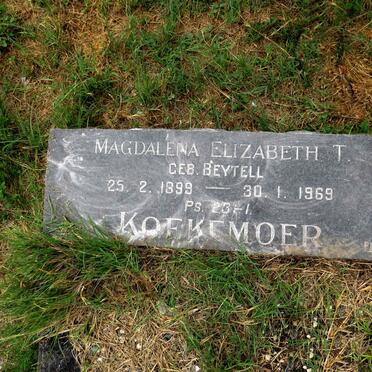 MAGDALENA ELIZABETH T.
GEB. BEYTELL
25. 2. 1899 — 30. 1. 1969
PS. 23-1
KOEKEMOER